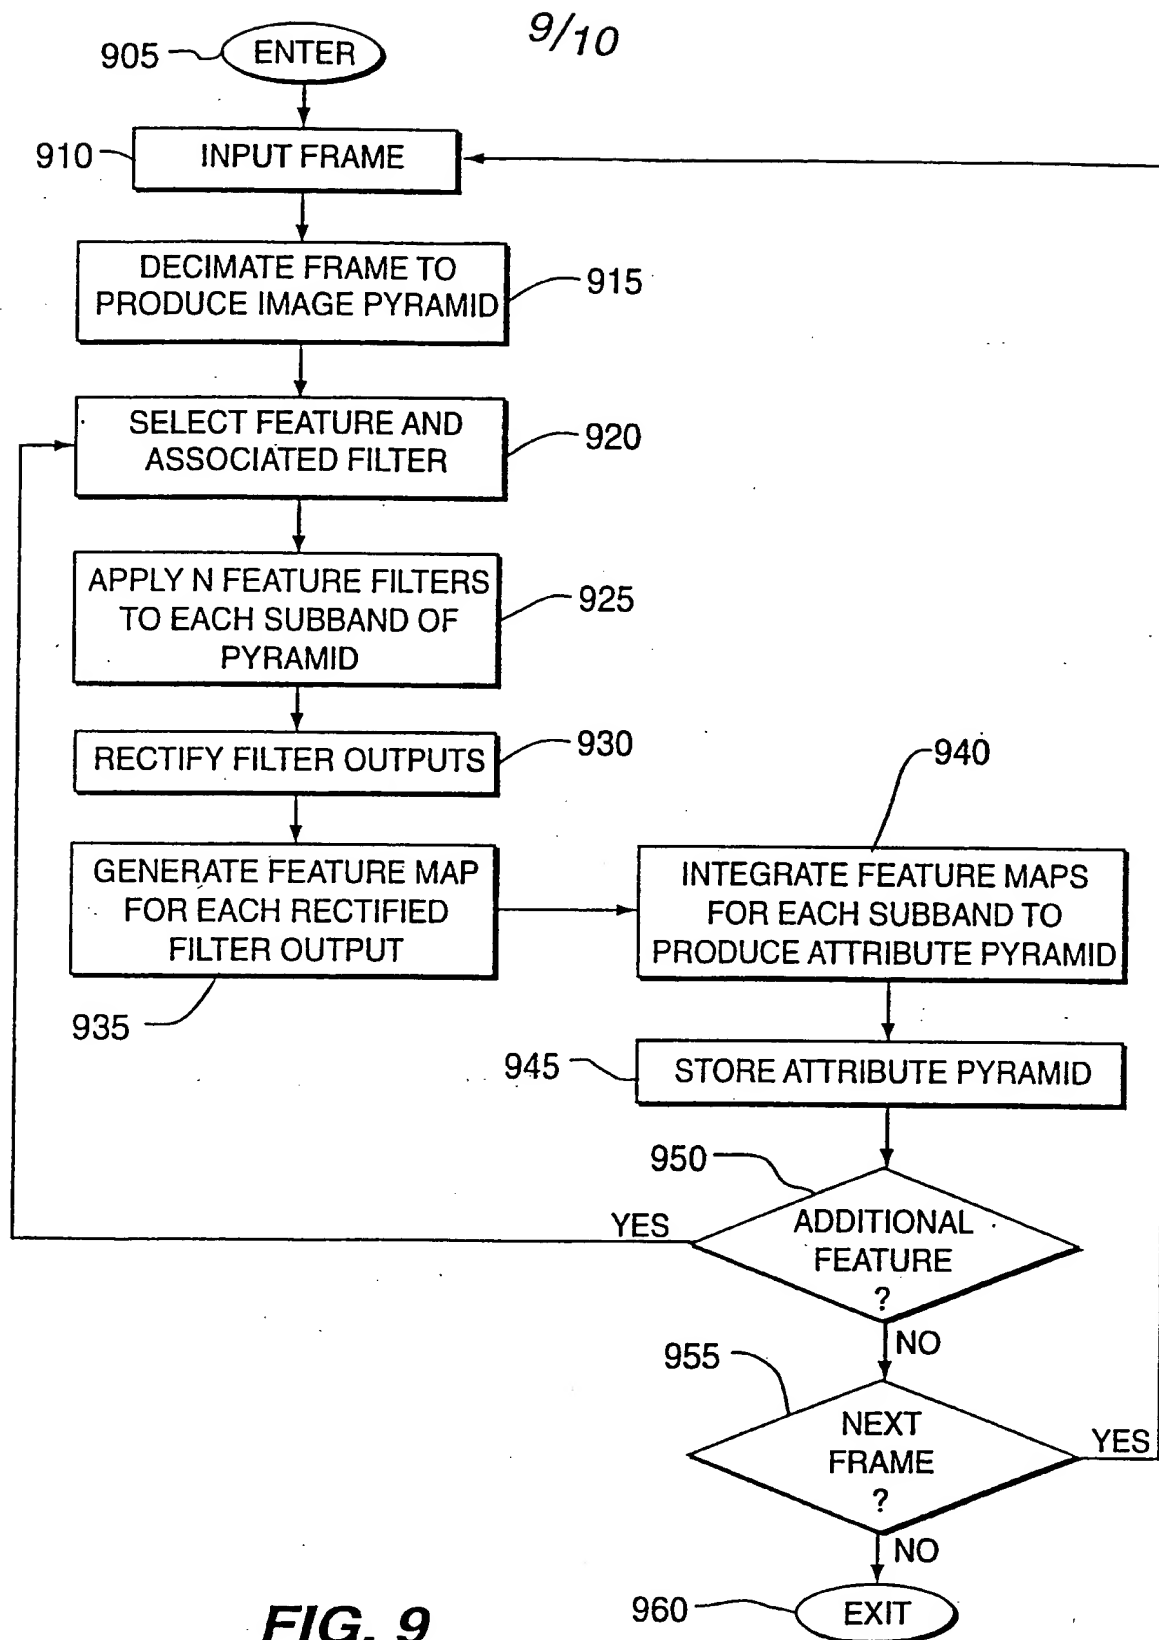 9/10
905
ENTER
910
INPUT FRAME
DECIMATE FRAME TO
PRODUCE IMAGE PYRAMID
915
SELECT FEATURE AND
ASSOCIATED FILTER
920
APPLY N FEATURE FILTERS
TO EACH SUBBAND OF
PYRAMID
925
RECTIFY FILTER OUTPUTS
930
GENERATE FEATURE MAP
FOR EACH RECTIFIED
FILTER OUTPUT
935
940
INTEGRATE FEATURE MAPS
FOR EACH SUBBAND TO
PRODUCE ATTRIBUTE PYRAMID
945
STORE ATTRIBUTE PYRAMID
950
YES
ADDITIONAL
FEATURE
?
NO
955
NEXT
FRAME
?
YES
NO
960
EXIT
FIG. 9